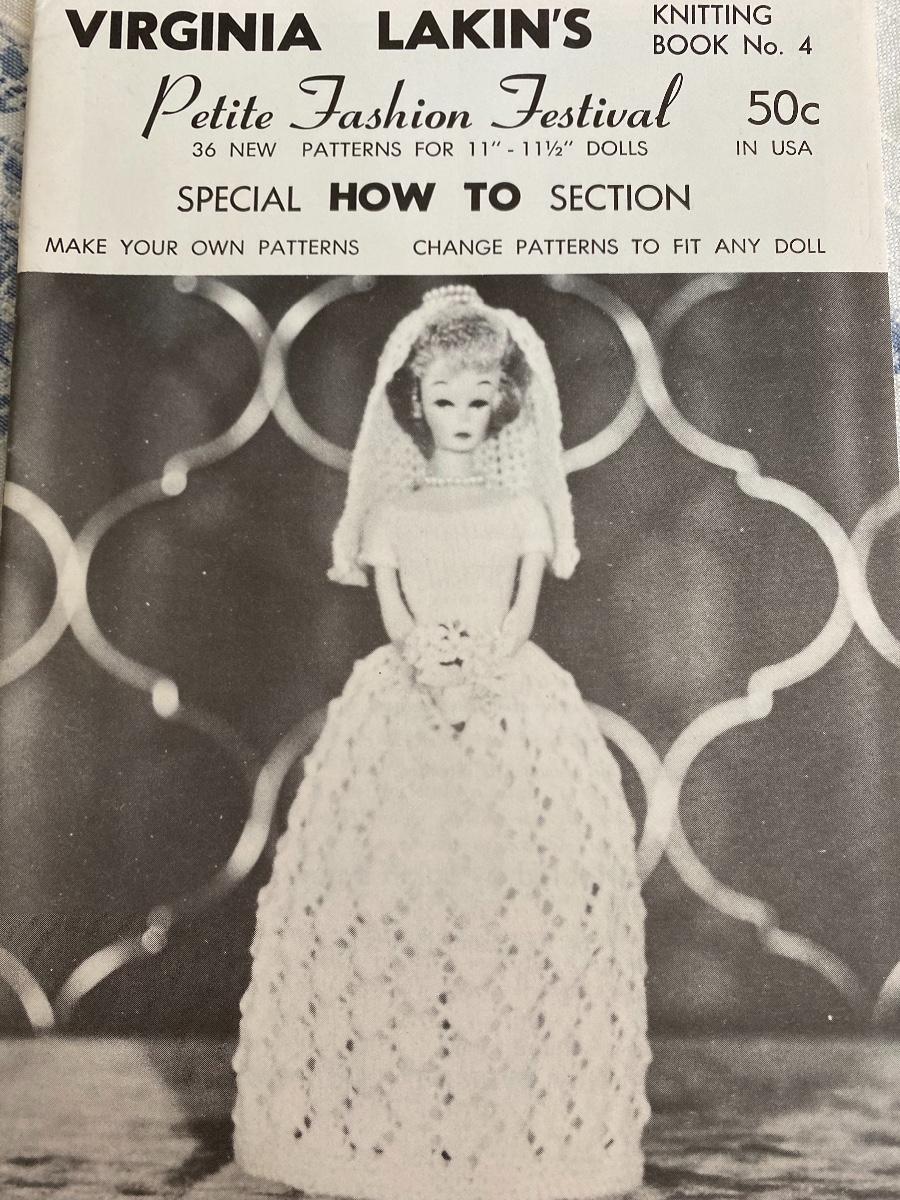 VIRGINIA LAKIN'S
KNITTING
BOOK No. 4
Petite Fashion Festival
50c
36 NEW PATTERNS FOR 11" - 11½" DOLLS
IN USA
SPECIAL HOW TO SECTION
MAKE YOUR OWN PATTERNS CHANGE PATTERNS TO FIT ANY DOLL